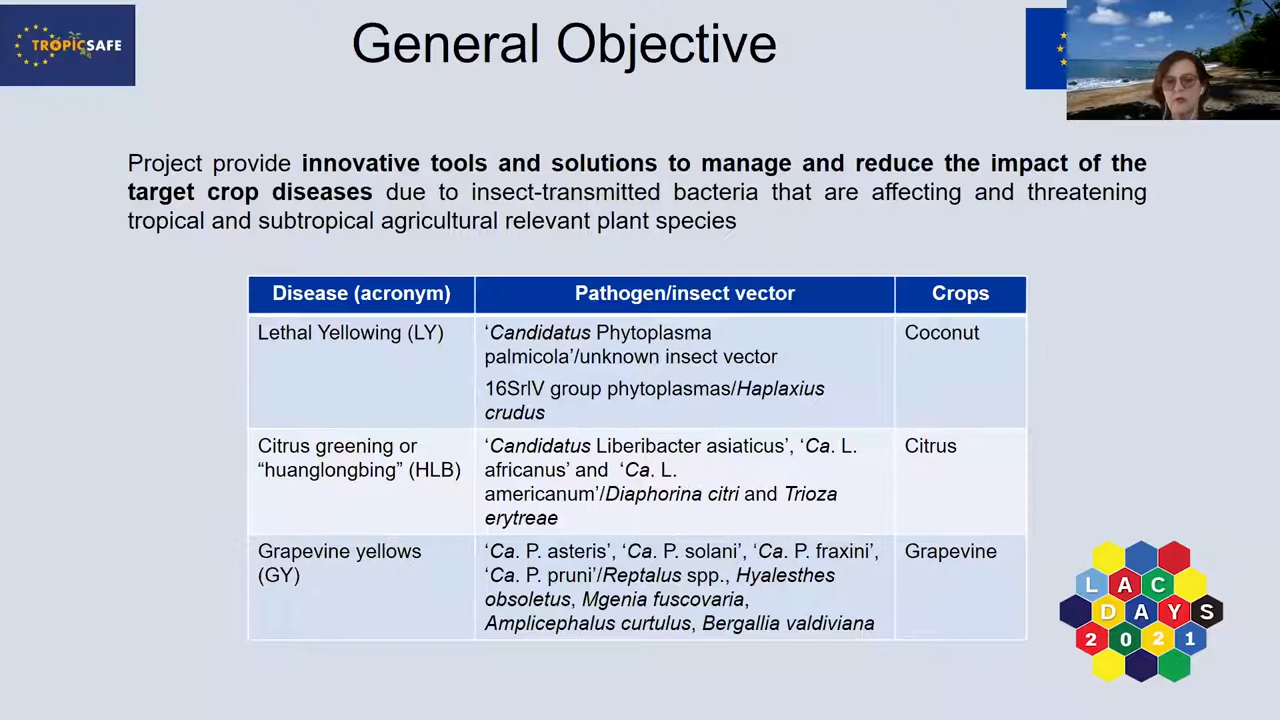 TROPICSAFE
General Objective
Project provide innovative tools and solutions to manage and reduce the impact of the
target crop diseases due to insect-transmitted bacteria that are affecting and threatening
tropical and subtropical agricultural relevant plant species
Disease (acronym) Pathogen/insect vector Crops
Lethal Yellowing (LY)
‘Candidatus Phytoplasma
palmicola’/unknown insect vector
16SrIV group phytoplasmas/Haplaxius
crudus
Coconut
Citrus greening or
“huanglongbing” (HLB)
‘Candidatus Liberibacter asiaticus’, ‘Ca. L.
africanus’ and ‘Ca. L.
americanum’/Diaphorina citri and Trioza
erytreae
Citrus
Grapevine yellows
(GY)
‘Ca. P. asteris’, ‘Ca. P. solani’, ‘Ca. P. fraxini’,
‘Ca. P. pruni’/Reptalus spp., Hyalesthes
obsoletus, Mgenia fuscovaria,
Amplicephalus curtulus, Bergallia valdiviana
Grapevine
LAC
DAYS
2021